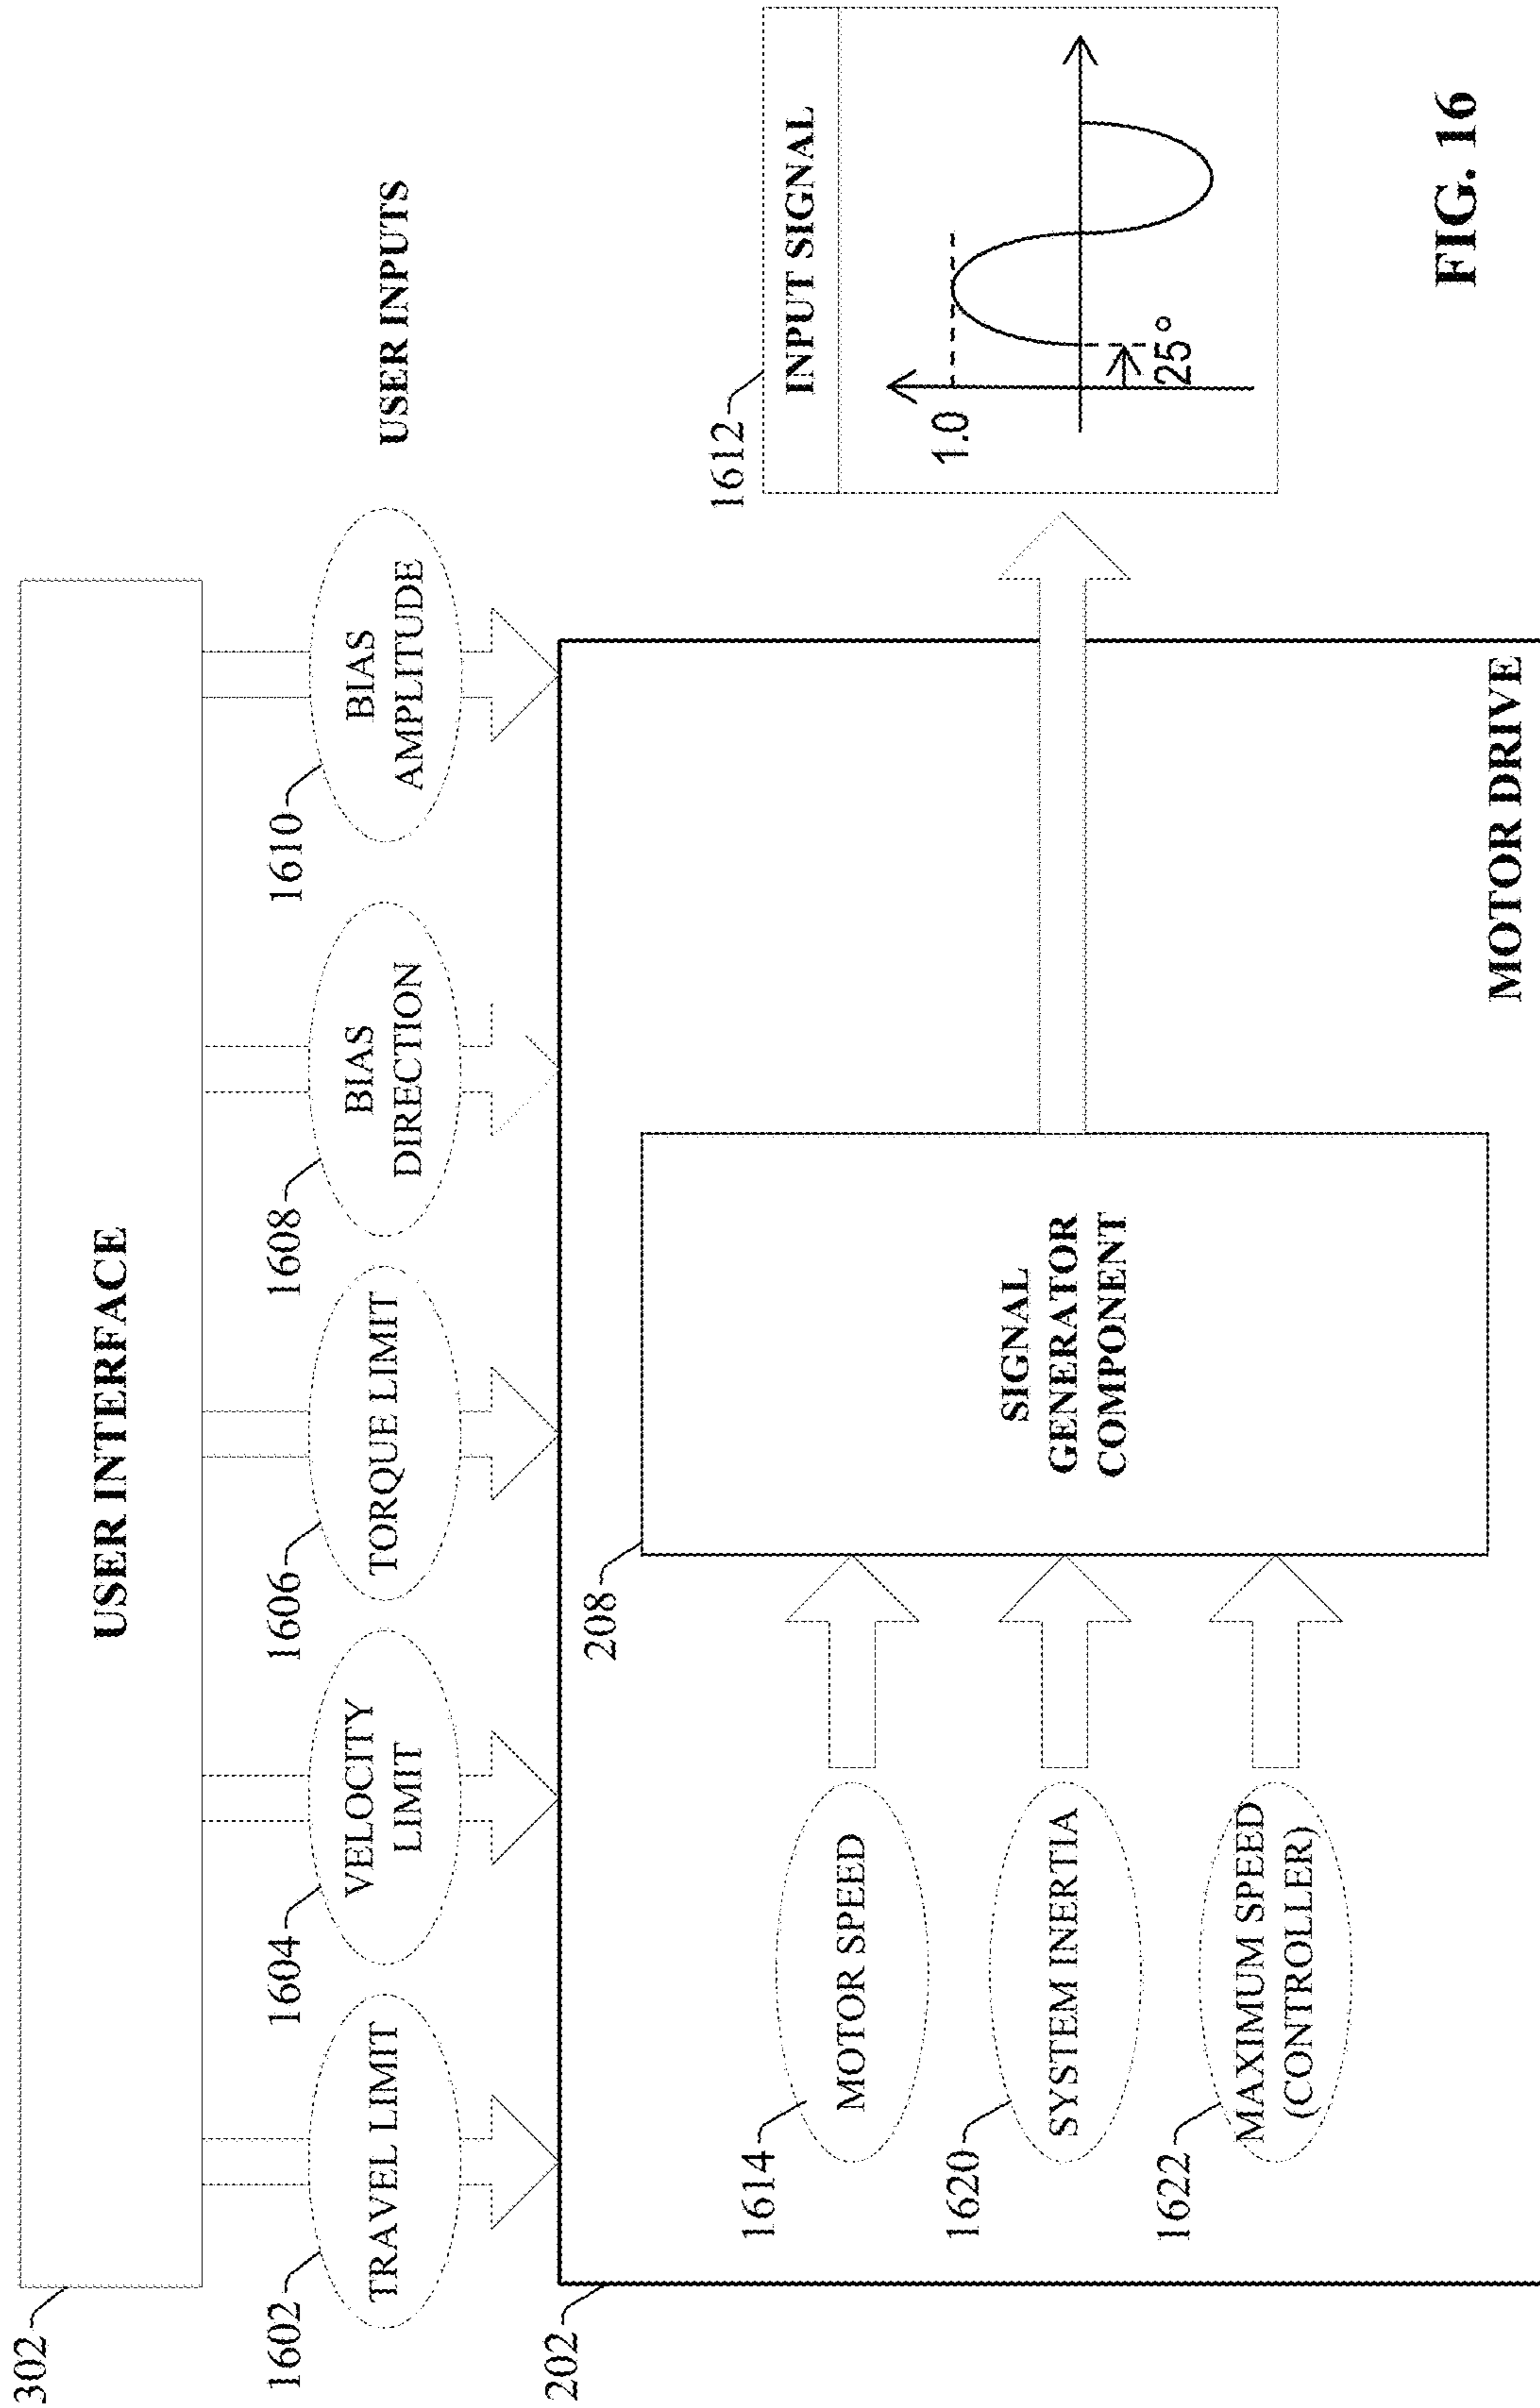 302
USER INTERFACE
USER INPUTS
1602
TRAVEL LIMIT
1604
VELOCITY
LIMIT
1606
TORQUE LIMIT
1608
BIAS
DIRECTION
1610
BIAS
AMPLITUDE
202
208
SIGNAL
GENERATOR
COMPONENT
1614
MOTOR SPEED
1620
SYSTEM INERTIA
1622
MAXIMUM SPEED
(CONTROLLER)
MOTOR DRIVE
1612
INPUT SIGNAL
1.0
25°
FIG. 16